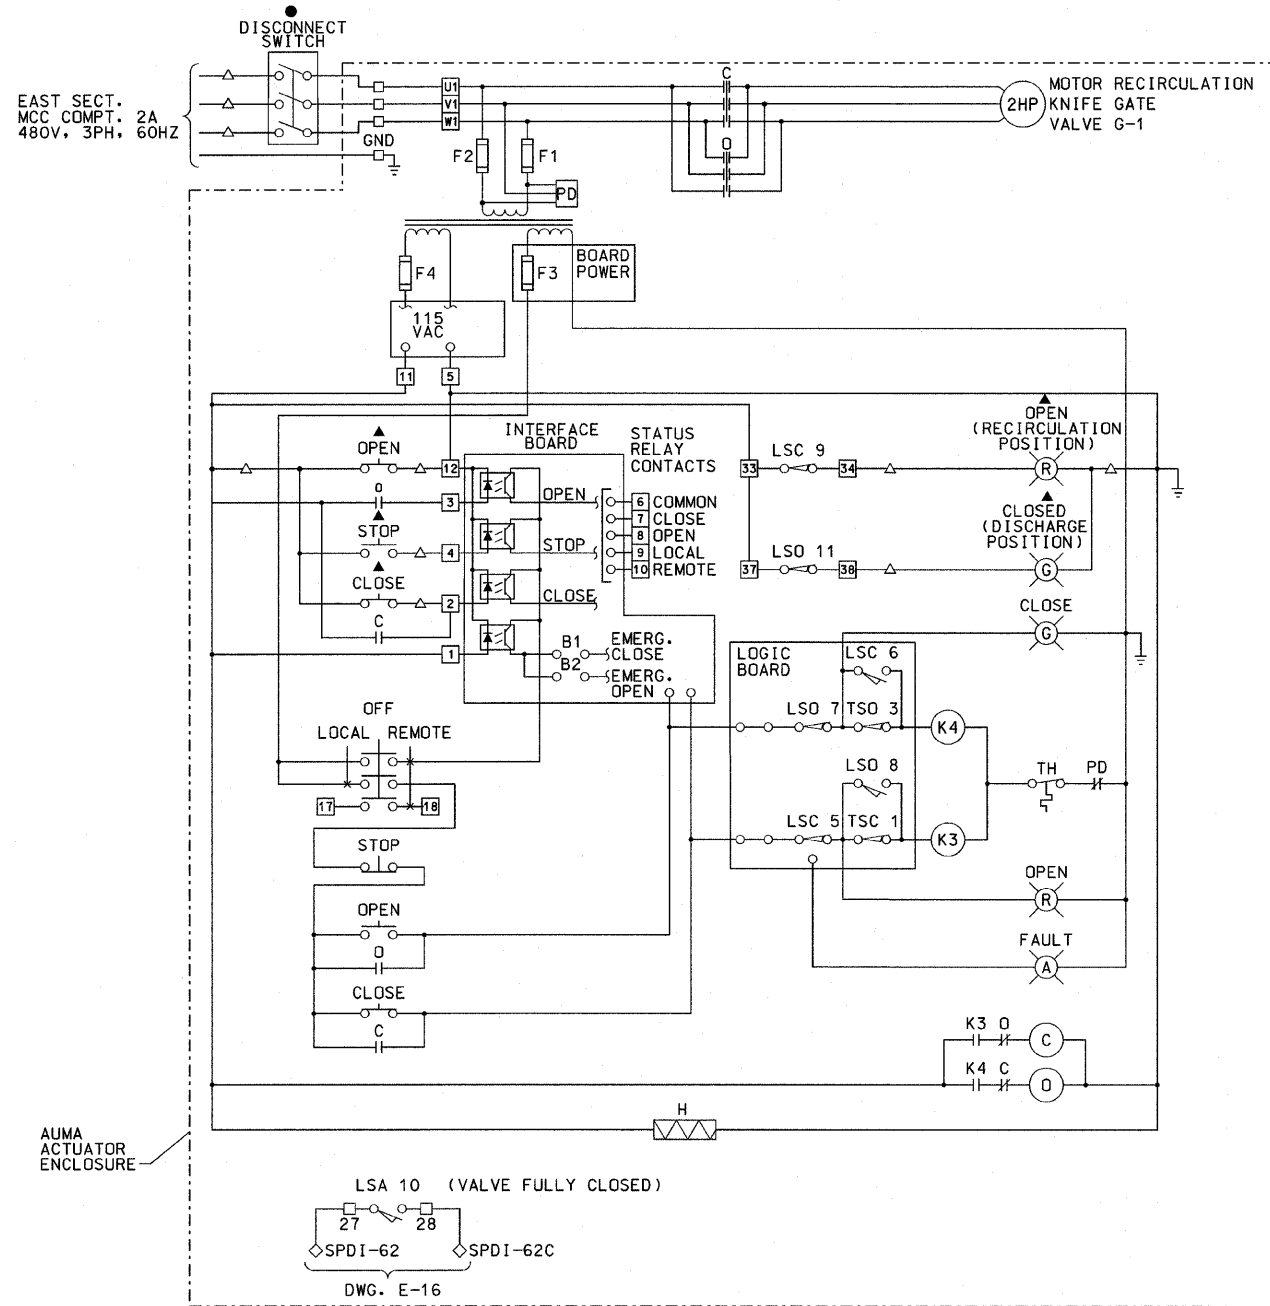 DISCONNECT
SWITCH
EAST SECT.
MCC COMPT. 2A
480V, 3PH, 60HZ
GND
U1
V1
W1
F2
F1
PD
C
O
2HP
MOTOR RECIRCULATION
KNIFE GATE
VALVE G-1
F4
F3
BOARD
POWER
115
VAC
11
5
OPEN
12
O
3
STOP
4
CLOSE
2
C
1
INTERFACE
BOARD
OPEN
STOP
CLOSE
B1
B2
EMERG.
CLOSE
EMERG.
OPEN
STATUS
RELAY
CONTACTS
6 COMMON
7 CLOSE
8 OPEN
9 LOCAL
10 REMOTE
33
LSC 9
34
OPEN
(RECIRCULATION
POSITION)
R
37
LSO 11
38
CLOSED
(DISCHARGE
POSITION)
G
CLOSE
G
LOGIC
BOARD
LSC 6
LSO 7
TSO 3
K4
LSO 8
LSC 5
TSC 1
K3
TH
PD
OPEN
R
FAULT
A
OFF
LOCAL
REMOTE
17
18
STOP
OPEN
O
CLOSE
C
K3 O
C
K4 C
O
H
AUMA
ACTUATOR
ENCLOSURE
LSA 10 (VALVE FULLY CLOSED)
27
28
SPDI-62
SPDI-62C
DWG. E-16